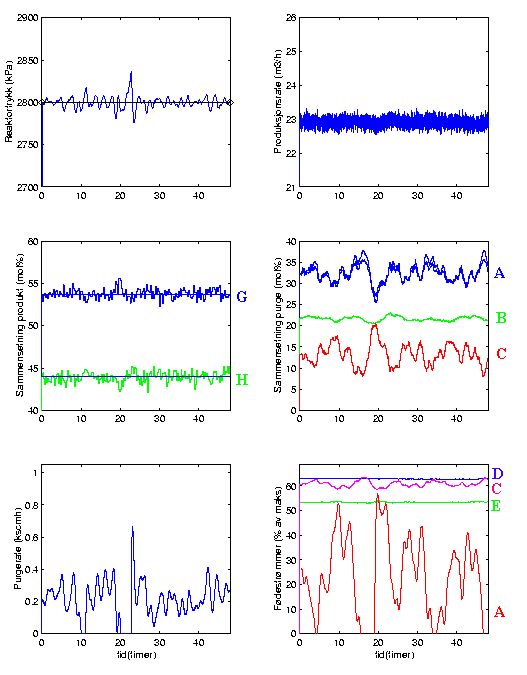 2900
2850
2800
2750
2700
Reaktortrykk (kPa)
0 10 20 30 40
26
25
24
23
22
21
Produksjonsrate (m3/h)
0 10 20 30 40
60
55
50
45
40
Sammensetning produkt (mol%)
G
H
0 10 20 30 40
40
35
30
25
20
15
10
5
0
Sammensetning purge (mol%)
A
B
C
0 10 20 30 40
1
0.8
0.6
0.4
0.2
0
Purgerate (kscmh)
0 10 20 30 40
tid(timer)
60
50
40
30
20
10
0
Fødestrømmer (% av maks)
D
C
E
A
0 10 20 30 40
tid(timer)